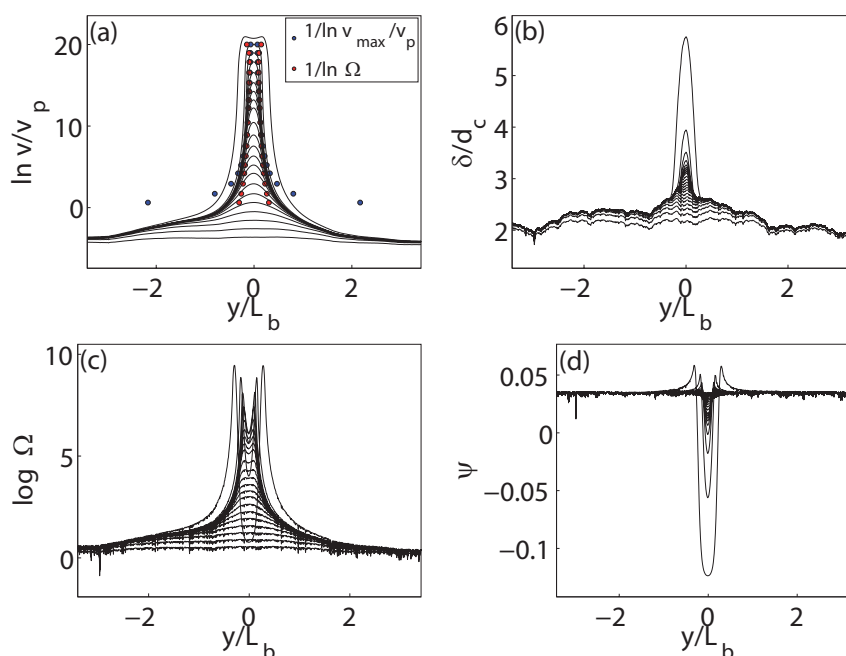 (a)
1/ln v max /v p
1/ln Ω
20
10
0
ln v/v p
−2 0 2
y/L b
(b)
6
5
4
3
2
δ/d c
−2 0 2
y/L b
(c)
10
5
0
log Ω
−2 0 2
y/L b
(d)
0.05
0
−0.05
−0.1
ψ
−2 0 2
y/L b